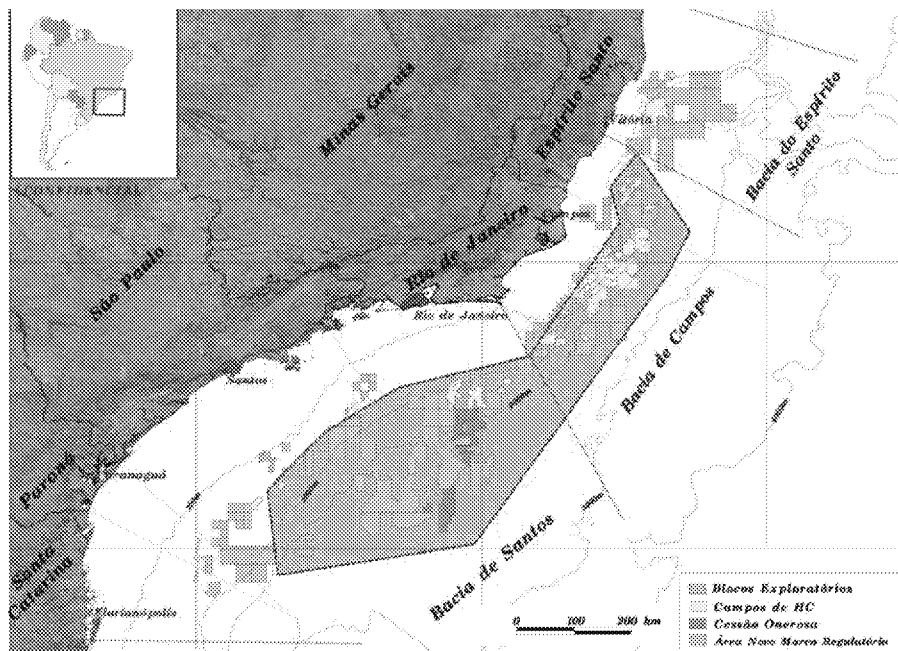 CONFIDENCIAL
Minas Gerais
Espírito Santo
Vitória
Bacia do Espírito
Santo
Campos
São Paulo
Rio de Janeiro
Rio de Janeiro
Bacia de Campos
Santos
Paraná
Paranaguá
Bacia de Santos
Santa
Catarina
Florianópolis
0 100 200 km
Blocos Exploratórios
Campos de HC
Cessão Onerosa
Área Novo Marco Regulatório